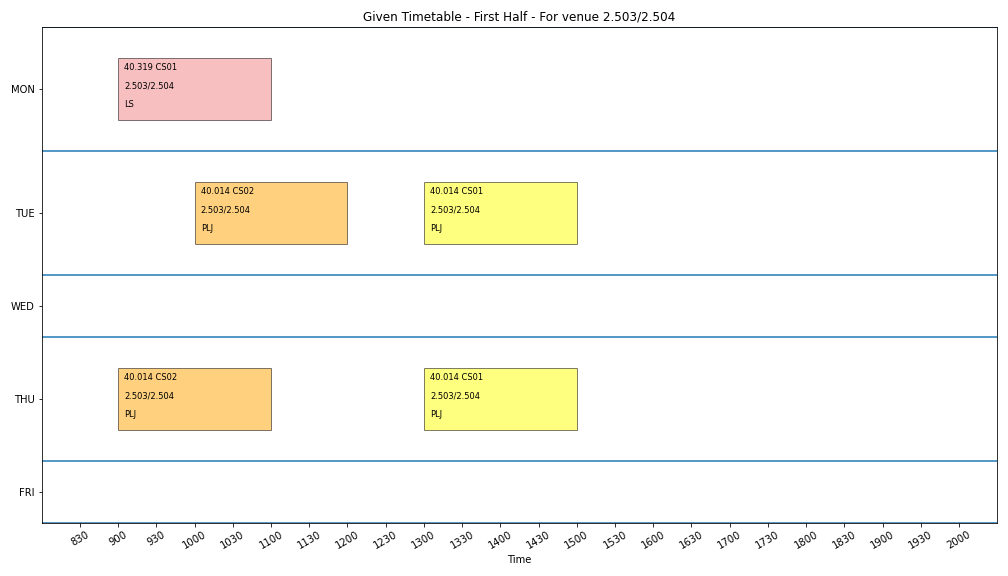 Given Timetable - First Half - For venue 2.503/2.504
MON
40.319 CS01
2.503/2.504
LS
TUE
40.014 CS02
2.503/2.504
PLJ
40.014 CS01
2.503/2.504
PLJ
WED
THU
40.014 CS02
2.503/2.504
PLJ
40.014 CS01
2.503/2.504
PLJ
FRI
830 900 930 1000 1030 1100 1130 1200 1230 1300 1330 1400 1430 1500 1530 1600 1630 1700 1730 1800 1830 1900 1930 2000
Time